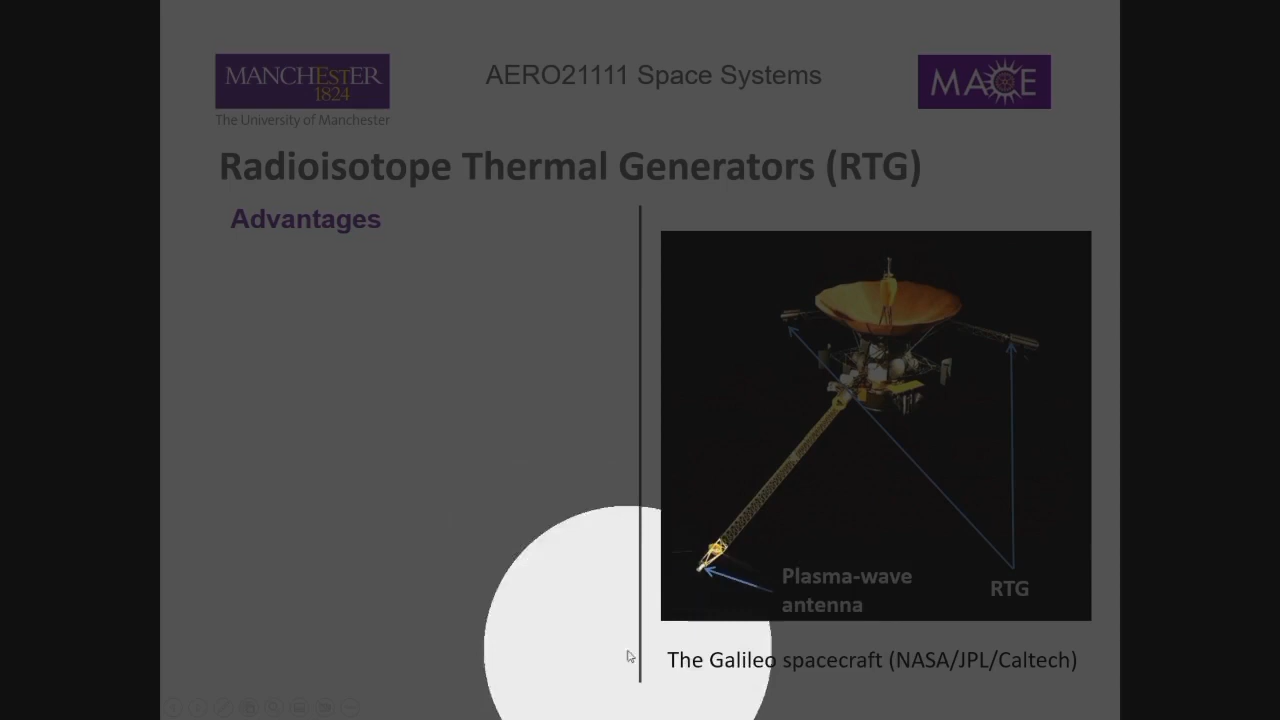 MANCHESTER
1824
The University of Manchester
AERO21111 Space Systems
MACE
Radioisotope Thermal Generators (RTG)
Advantages
Plasma-wave
antenna
RTG
The Galileo spacecraft (NASA/JPL/Caltech)